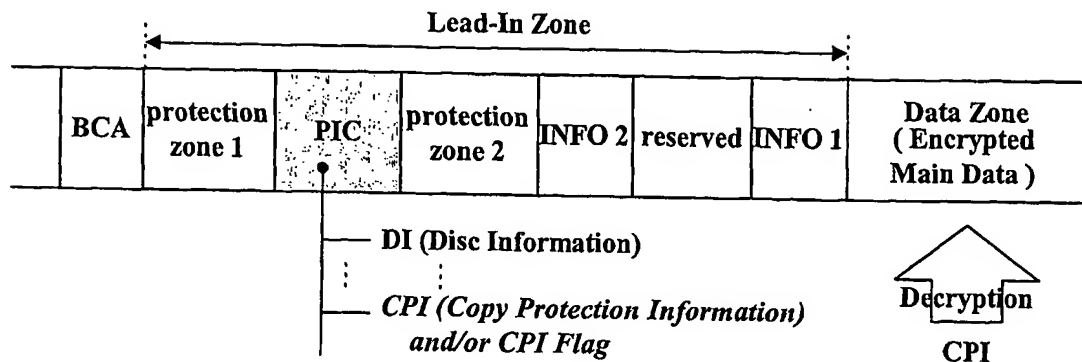 Lead-In Zone
BCA
protection
zone 1
PIC
protection
zone 2
INFO 2
reserved
INFO 1
Data Zone
( Encrypted
Main Data )
DI (Disc Information)
CPI (Copy Protection Information)
and/or CPI Flag
Decryption
CPI